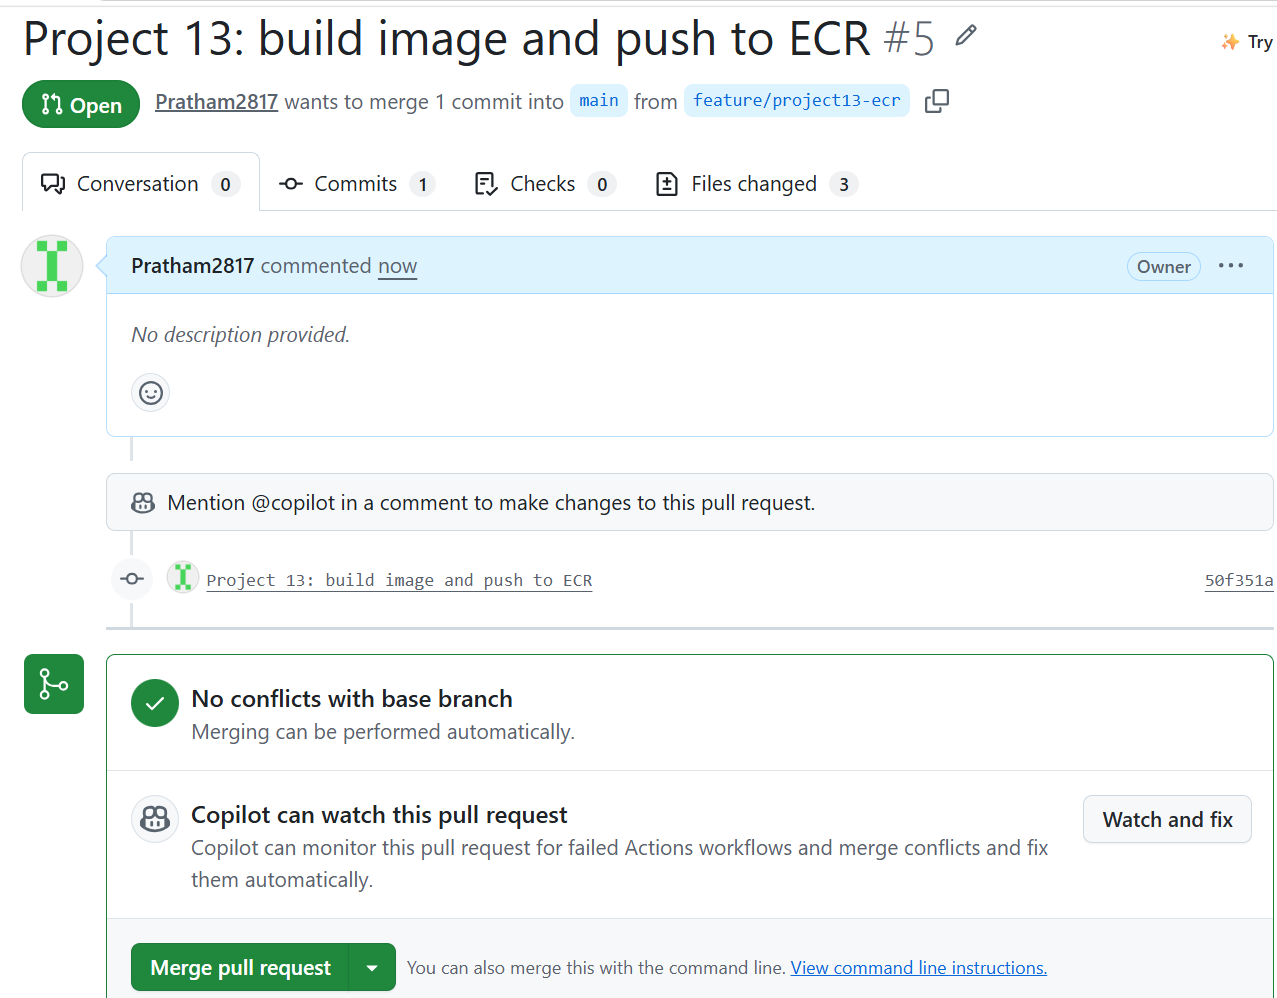 Project 13: build image and push to ECR #5
Try
Open
Pratham2817 wants to merge 1 commit into main from feature/project13-ecr
Conversation 0
Commits 1
Checks 0
Files changed 3
Pratham2817 commented now
Owner
No description provided.
Mention @copilot in a comment to make changes to this pull request.
Project 13: build image and push to ECR
50f351a
No conflicts with base branch
Merging can be performed automatically.
Copilot can watch this pull request
Copilot can monitor this pull request for failed Actions workflows and merge conflicts and fix
them automatically.
Watch and fix
Merge pull request
You can also merge this with the command line. View command line instructions.